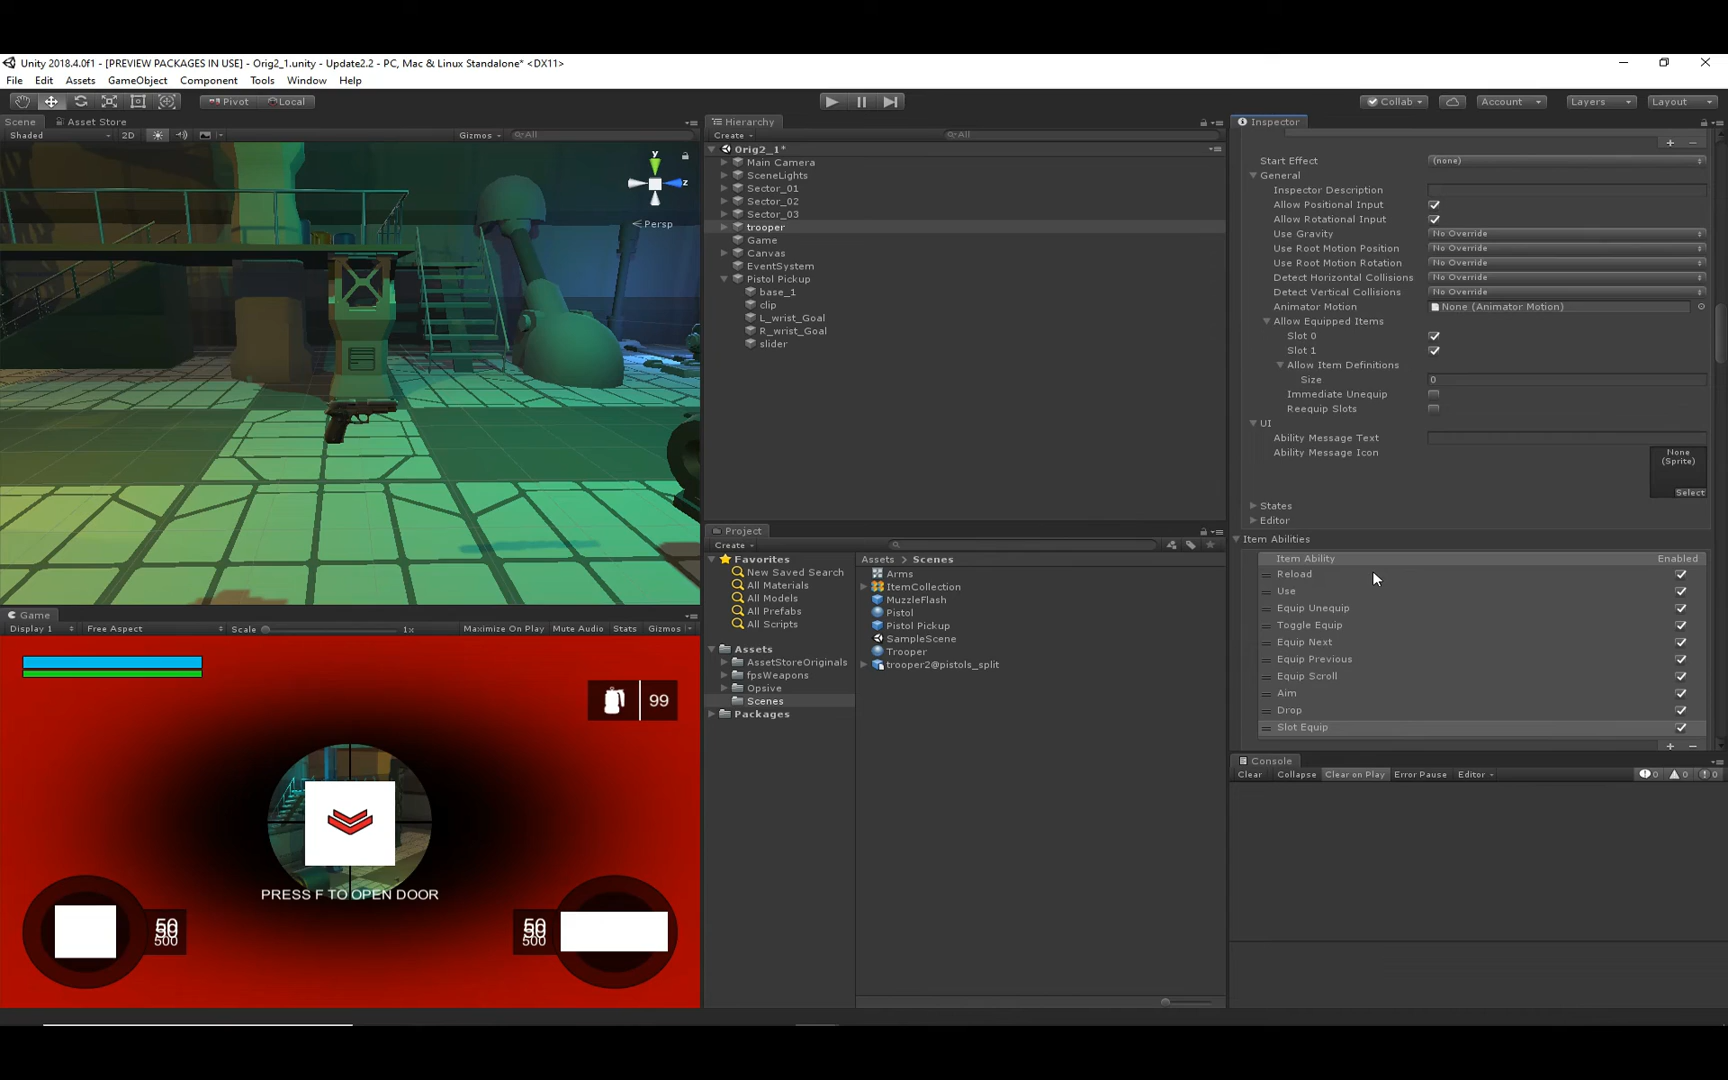 Unity 2018.4.0f1 - [PREVIEW PACKAGES IN USE] - Orig2_1.unity - Update2.2 - PC, Mac & Linux Standalone* <DX11>
File Edit Assets GameObject Component Tools Window Help
Pivot Local Collab Account Layers Layout
Scene Asset Store
Shaded 2D Gizmos All
y
z
Persp
Hierarchy
Create All
Orig2_1*
Main Camera
SceneLights
Sector_01
Sector_02
Sector_03
trooper
Game
Canvas
EventSystem
Pistol Pickup
base_1
clip
L_wrist_Goal
R_wrist_Goal
slider
Project
Create
Favorites
New Saved Search
All Materials
All Models
All Prefabs
All Scripts
Assets
AssetStoreOriginals
fpsWeapons
Opsive
Scenes
Packages
Assets Scenes
Arms
ItemCollection
MuzzleFlash
Pistol
Pistol Pickup
SampleScene
Trooper
trooper2@pistols_split
Game
Display 1 Free Aspect Scale 1x Maximize On Play Mute Audio Stats Gizmos
99
PRESS F TO OPEN DOOR
50
500
50
500
Inspector
Start Effect (none)
General
Inspector Description
Allow Positional Input
Allow Rotational Input
Use Gravity No Override
Use Root Motion Position No Override
Use Root Motion Rotation No Override
Detect Horizontal Collisions No Override
Detect Vertical Collisions No Override
Animator Motion None (Animator Motion)
Allow Equipped Items
Slot 0
Slot 1
Allow Item Definitions
Size 0
Immediate Unequip
Reequip Slots
UI
Ability Message Text
Ability Message Icon
None
(Sprite)
Select
States
Editor
Item Abilities
Item Ability Enabled
Reload
Use
Equip Unequip
Toggle Equip
Equip Next
Equip Previous
Equip Scroll
Aim
Drop
Slot Equip
Console
Clear Collapse Clear on Play Error Pause Editor 0 0 0